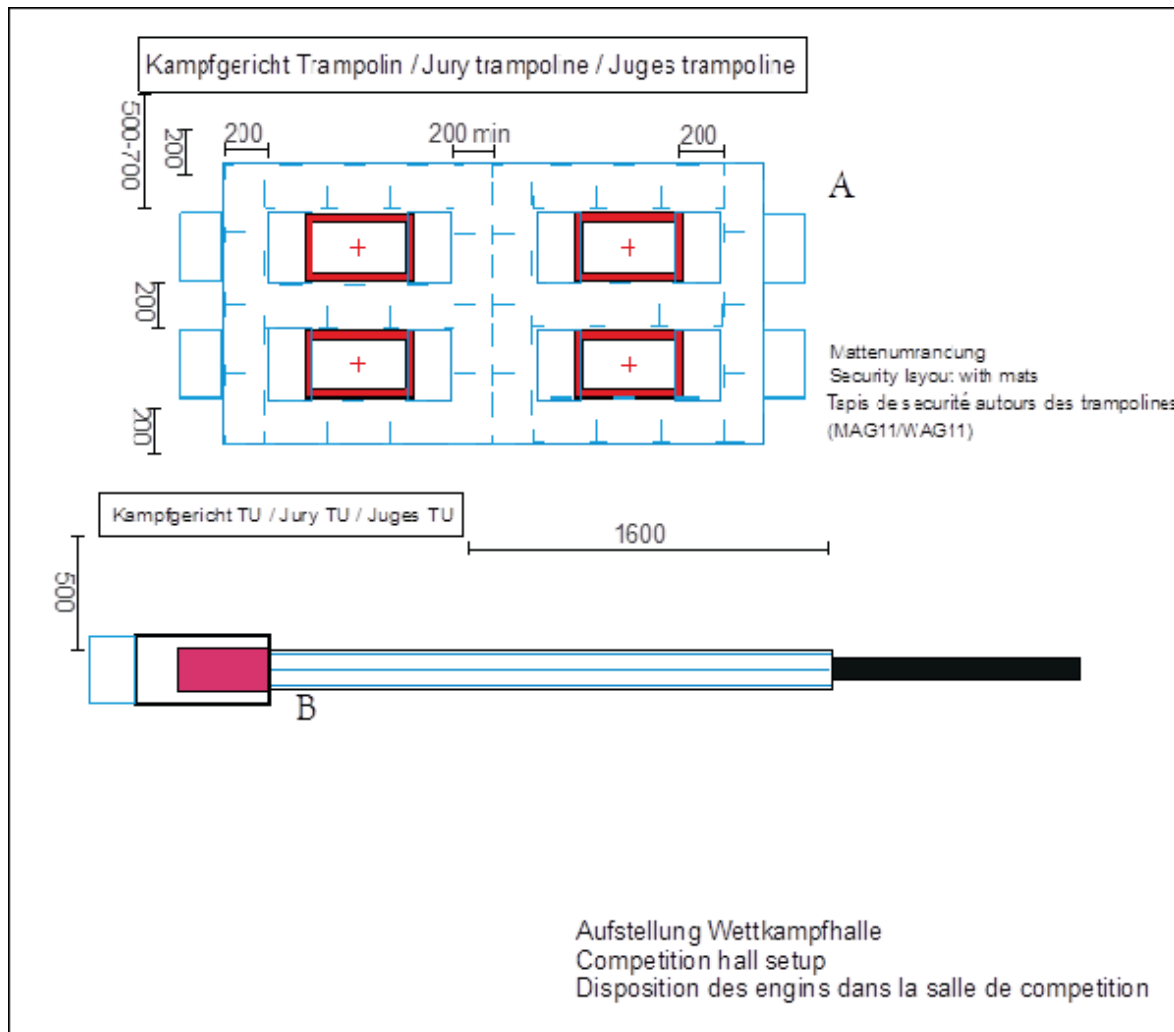 Kampfgericht Trampolin / Jury trampoline / Juges trampoline
500-700
200
200
200 min
200
A
200
200
Mattenumrandung
Security layout with mats
Tapis de securité autours des trampolines
(MAG11/WAG11)
Kampfgericht TU / Jury TU / Juges TU
1600
500
B
Aufstellung Wettkampfhalle
Competition hall setup
Disposition des engins dans la salle de competition